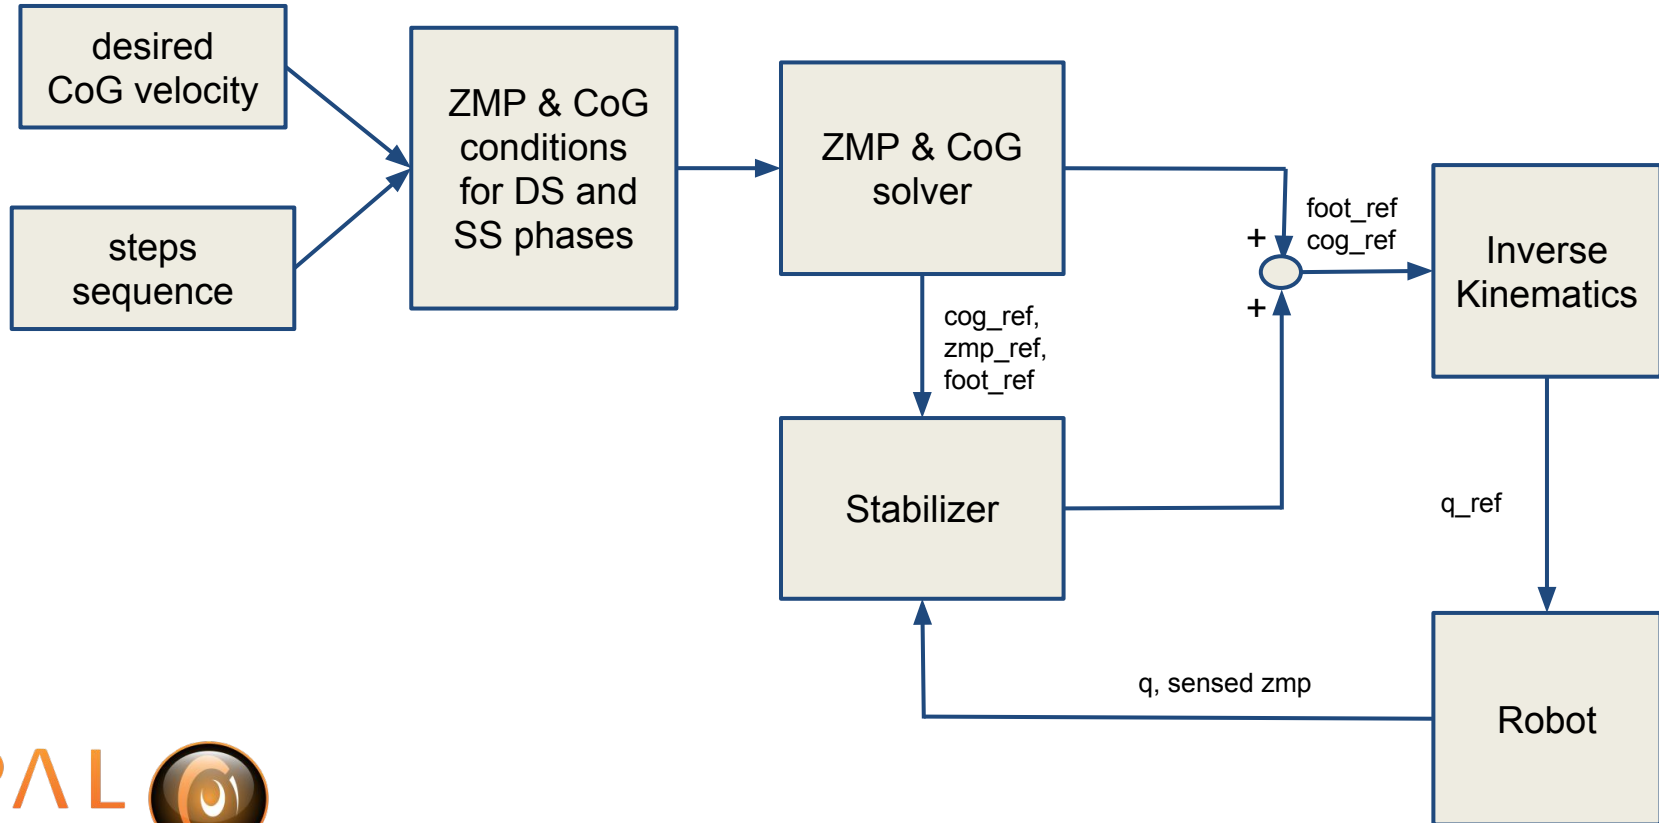 desired
CoG velocity
steps
sequence
ZMP & CoG
conditions
for DS and
SS phases
ZMP & CoG
solver
cog_ref,
zmp_ref,
foot_ref
Stabilizer
+
+
foot_ref
cog_ref
Inverse
Kinematics
q_ref
q, sensed zmp
Robot
PAL